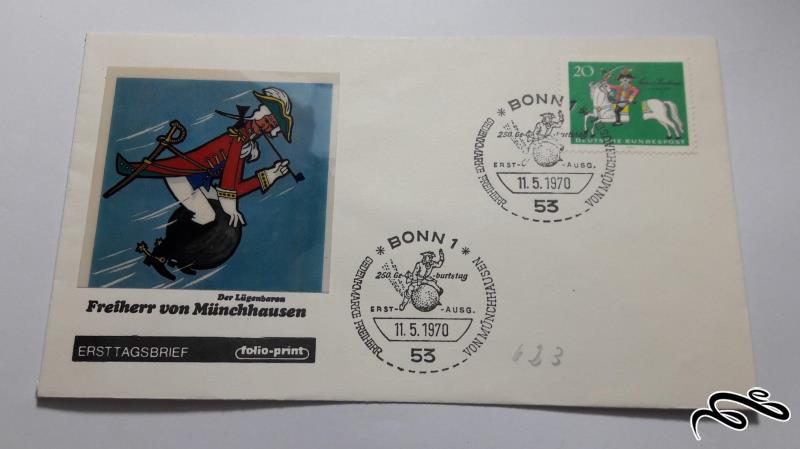 20
DEUTSCHE BUNDESPOST
* BONN 1 *
250. Ge- burtstag
ERST- AUSG.
11. 5. 1970
53
GEDENKMARKE FREIHERR VON MÜNCHHAUSEN
* BONN 1 *
250. Ge- burtstag
ERST- AUSG.
11. 5. 1970
53
GEDENKMARKE FREIHERR VON MÜNCHHAUSEN
Der Lügenbaron
Freiherr von Münchhausen
ERSTTAGSBRIEF folio-print
623